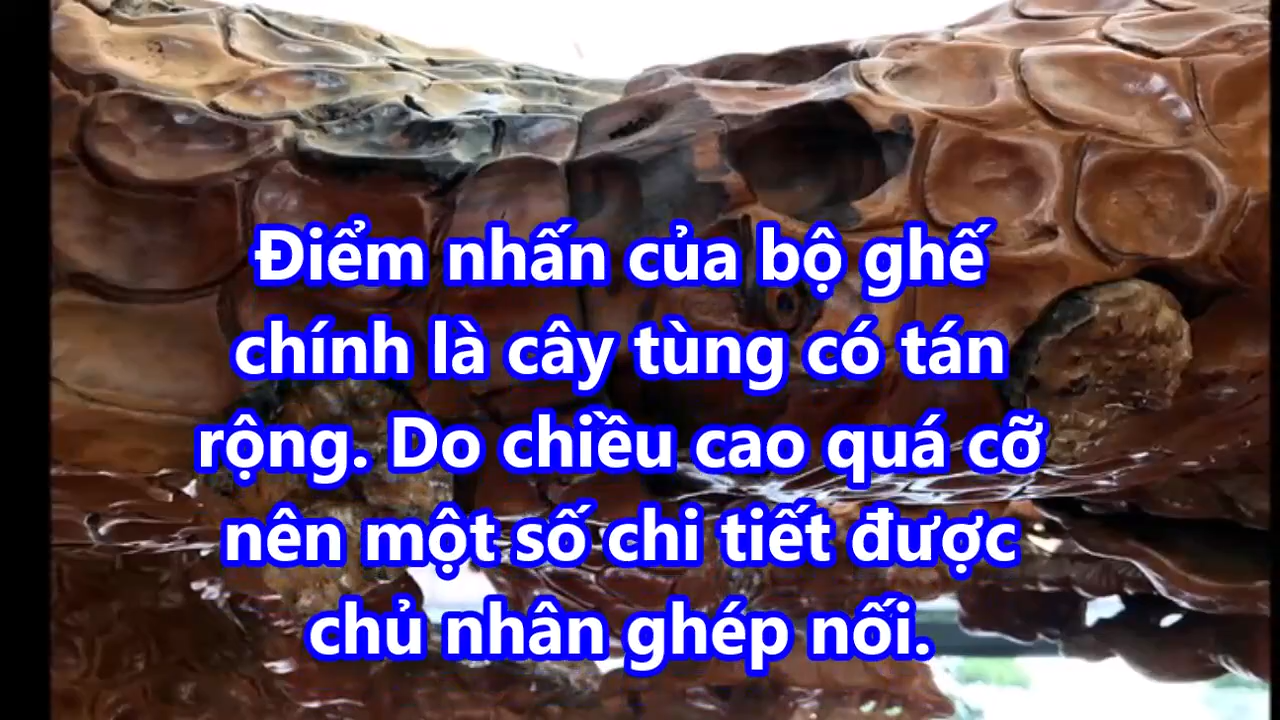 Điểm nhấn của bộ ghế
chính là cây tùng có tán
rộng. Do chiều cao quá cỡ
nên một số chi tiết được
chủ nhân ghép nối.